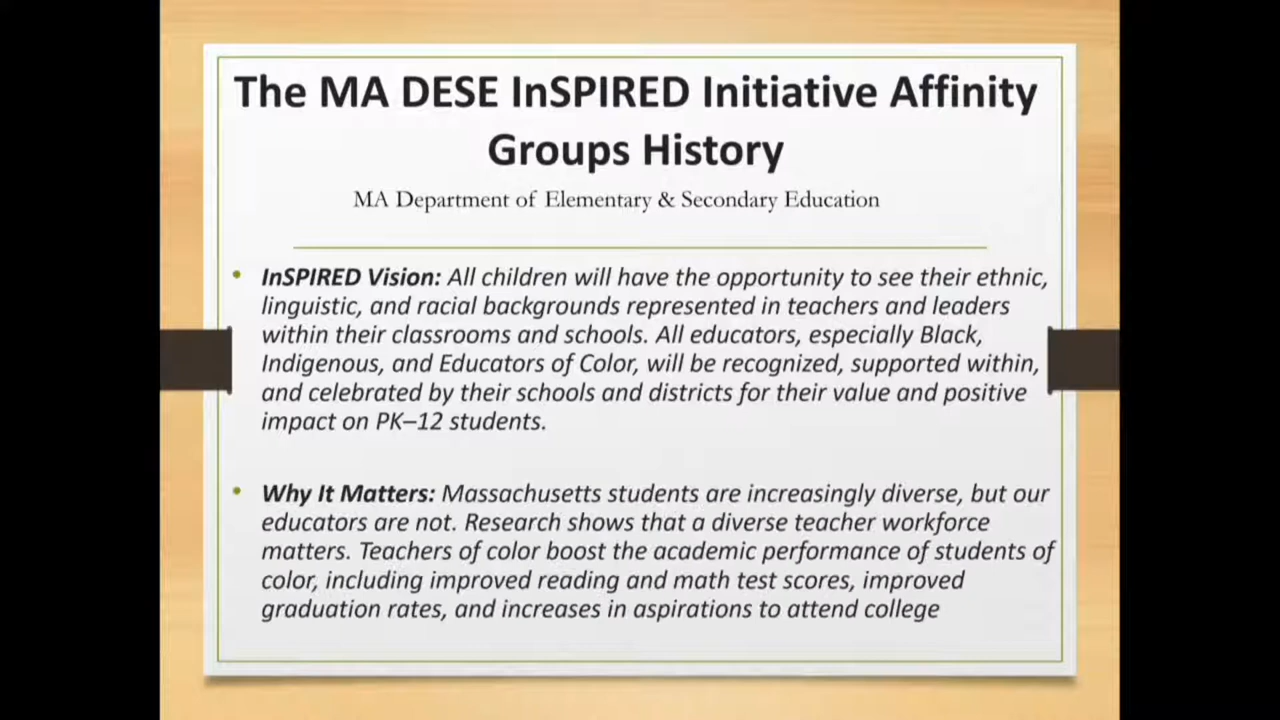 The MA DESE InSPIRED Initiative Affinity
Groups History
MA Department of Elementary & Secondary Education
• InSPIRED Vision: All children will have the opportunity to see their ethnic,
linguistic, and racial backgrounds represented in teachers and leaders
within their classrooms and schools. All educators, especially Black,
Indigenous, and Educators of Color, will be recognized, supported within,
and celebrated by their schools and districts for their value and positive
impact on PK–12 students.
• Why It Matters: Massachusetts students are increasingly diverse, but our
educators are not. Research shows that a diverse teacher workforce
matters. Teachers of color boost the academic performance of students of
color, including improved reading and math test scores, improved
graduation rates, and increases in aspirations to attend college